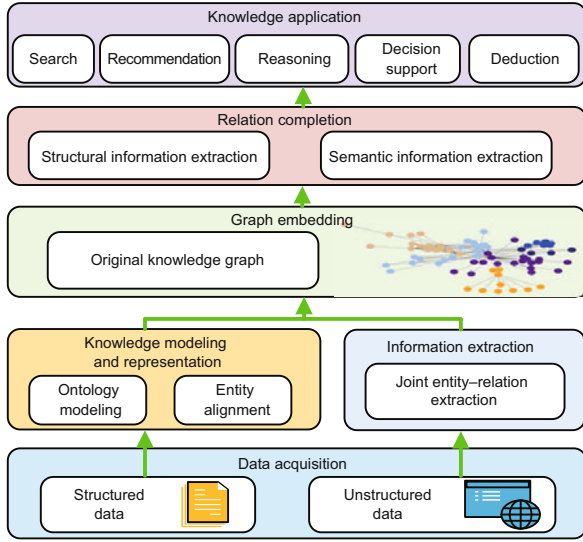 Knowledge application
Search
Recommendation
Reasoning
Decision
support
Deduction
Relation completion
Structural information extraction
Semantic information extraction
Graph embedding
Original knowledge graph
Knowledge modeling
and representation
Ontology
modeling
Entity
alignment
Information extraction
Joint entity–relation
extraction
Data acquisition
Structured
data
Unstructured
data